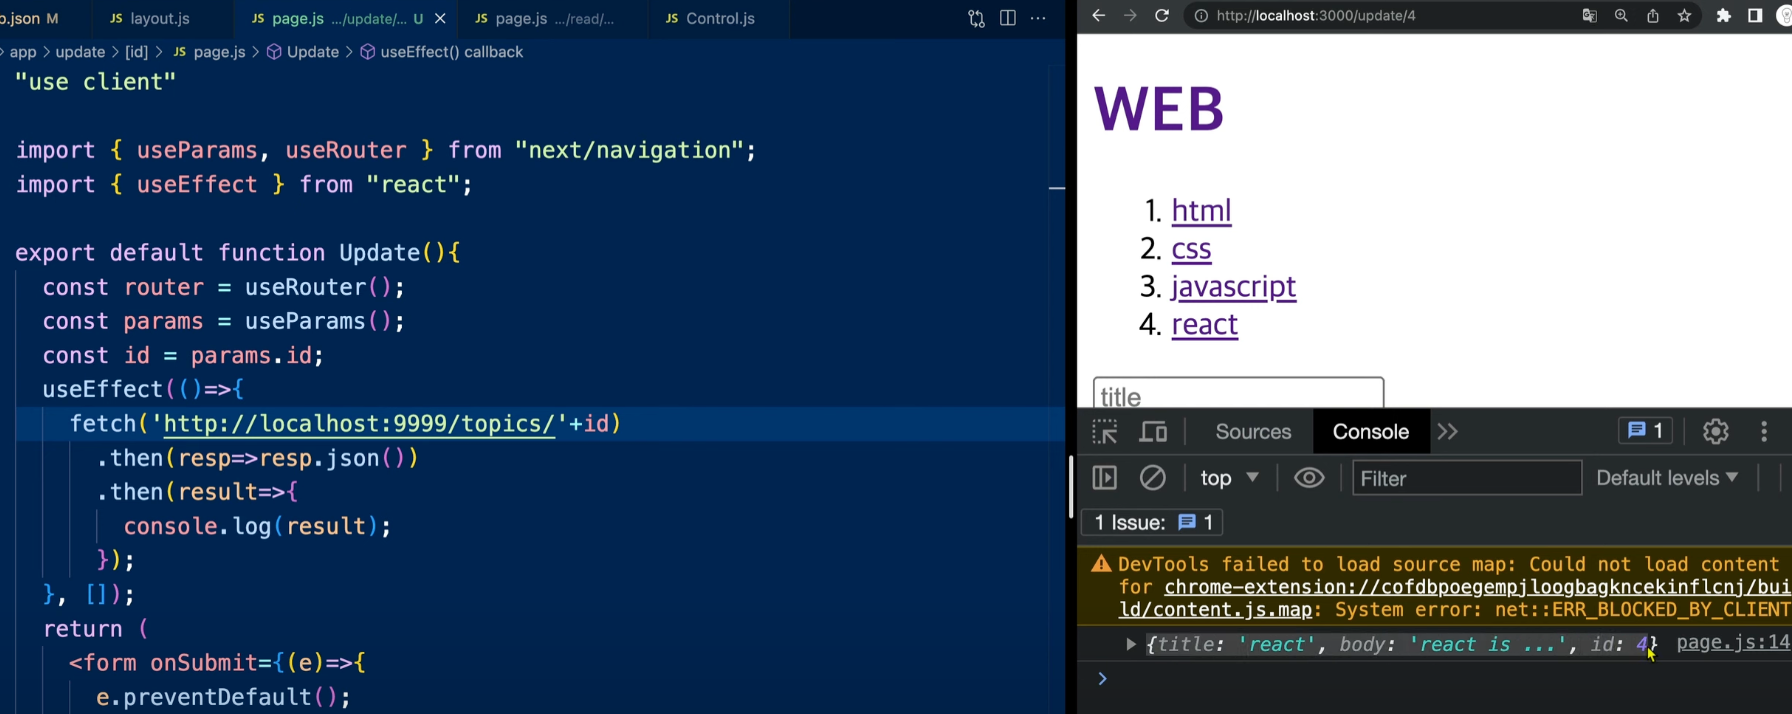 o.json M
JS layout.js
JS page.js .../update/... U
JS page.js .../read/...
JS Control.js
app > update > [id] > JS page.js > Update > useEffect() callback
"use client"
import { useParams, useRouter } from "next/navigation";
import { useEffect } from "react";
export default function Update(){
const router = useRouter();
const params = useParams();
const id = params.id;
useEffect(()=>{
fetch('http://localhost:9999/topics/'+id)
.then(resp=>resp.json())
.then(result=>{
console.log(result);
});
}, []);
return (
<form onSubmit={(e)=>{
e.preventDefault();
http://localhost:3000/update/4
WEB
1. html
2. css
3. javascript
4. react
title
Sources Console 1
top Filter Default levels
1 Issue: 1
DevTools failed to load source map: Could not load content
for chrome-extension://cofdbpoegempjloogbagkncekinflcnj/bui
ld/content.js.map: System error: net::ERR_BLOCKED_BY_CLIENT
{title: 'react', body: 'react is ...', id: 4} page.js:14